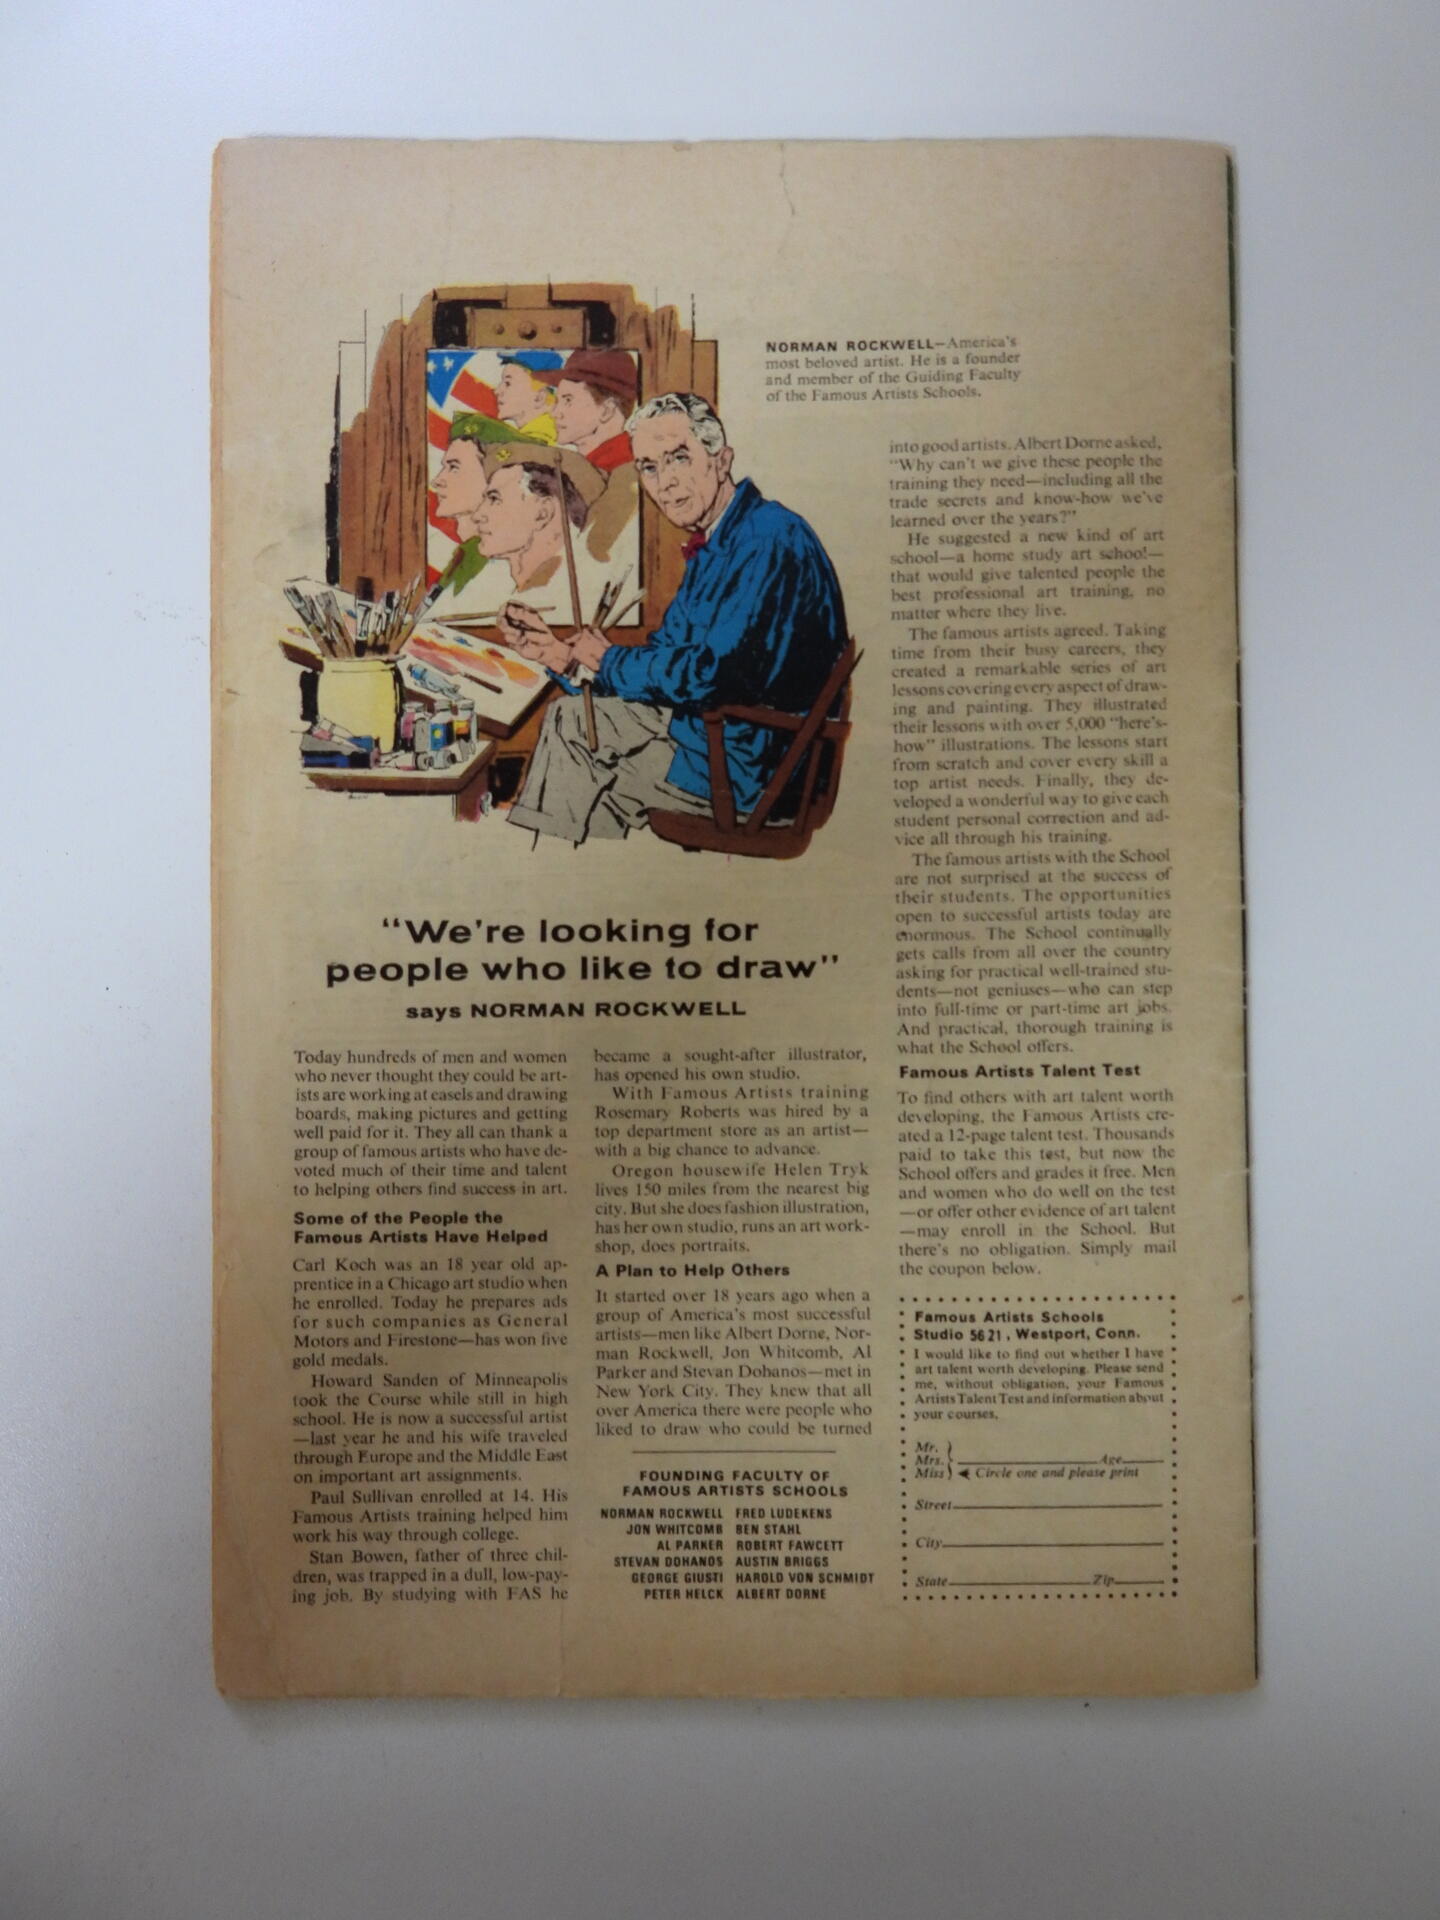 NORMAN ROCKWELL—America's
most beloved artist. He is a founder
and member of the Guiding Faculty
of the Famous Artists Schools.
"We're looking for
people who like to draw"
says NORMAN ROCKWELL
Today hundreds of men and women
who never thought they could be art-
ists are working at easels and drawing
boards, making pictures and getting
well paid for it. They all can thank a
group of famous artists who have de-
voted much of their time and talent
to helping others find success in art.
Some of the People the
Famous Artists Have Helped
Carl Koch was an 18 year old ap-
prentice in a Chicago art studio when
he enrolled. Today he prepares ads
for such companies as General
Motors and Firestone—has won five
gold medals.
Howard Sanden of Minneapolis
took the Course while still in high
school. He is now a successful artist
—last year he and his wife traveled
through Europe and the Middle East
on important art assignments.
Paul Sullivan enrolled at 14. His
Famous Artists training helped him
work his way through college.
Stan Bowen, father of three chil-
dren, was trapped in a dull, low-pay-
ing job. By studying with FAS he
became a sought-after illustrator,
has opened his own studio.
With Famous Artists training
Rosemary Roberts was hired by a
top department store as an artist—
with a big chance to advance.
Oregon housewife Helen Tryk
lives 150 miles from the nearest big
city. But she does fashion illustration,
has her own studio, runs an art work-
shop, does portraits.
A Plan to Help Others
It started over 18 years ago when a
group of America's most successful
artists—men like Albert Dorne, Nor-
man Rockwell, Jon Whitcomb, Al
Parker and Stevan Dohanos—met in
New York City. They knew that all
over America there were people who
liked to draw who could be turned
FOUNDING FACULTY OF
FAMOUS ARTISTS SCHOOLS
NORMAN ROCKWELL FRED LUDEKENS
JON WHITCOMB BEN STAHL
AL PARKER ROBERT FAWCETT
STEVAN DOHANOS AUSTIN BRIGGS
GEORGE GIUSTI HAROLD VON SCHMIDT
PETER HELCK ALBERT DORNE
into good artists. Albert Dorne asked,
"Why can't we give these people the
training they need—including all the
trade secrets and know-how we've
learned over the years?"
He suggested a new kind of art
school—a home study art school—
that would give talented people the
best professional art training, no
matter where they live.
The famous artists agreed. Taking
time from their busy careers, they
created a remarkable series of art
lessons covering every aspect of draw-
ing and painting. They illustrated
their lessons with over 5,000 "here's-
how" illustrations. The lessons start
from scratch and cover every skill a
top artist needs. Finally, they de-
veloped a wonderful way to give each
student personal correction and ad-
vice all through his training.
The famous artists with the School
are not surprised at the success of
their students. The opportunities
open to successful artists today are
enormous. The School continually
gets calls from all over the country
asking for practical well-trained stu-
dents—not geniuses—who can step
into full-time or part-time art jobs.
And practical, thorough training is
what the School offers.
Famous Artists Talent Test
To find others with art talent worth
developing, the Famous Artists cre-
ated a 12-page talent test. Thousands
paid to take this test, but now the
School offers and grades it free. Men
and women who do well on the test
—or offer other evidence of art talent
—may enroll in the School. But
there's no obligation. Simply mail
the coupon below.
Famous Artists Schools
Studio 5621, Westport, Conn.
I would like to find out whether I have
art talent worth developing. Please send
me, without obligation, your Famous
Artists Talent Test and information about
your courses.
Mr.
Mrs. Age
Miss Circle one and please print
Street
City
State Zip